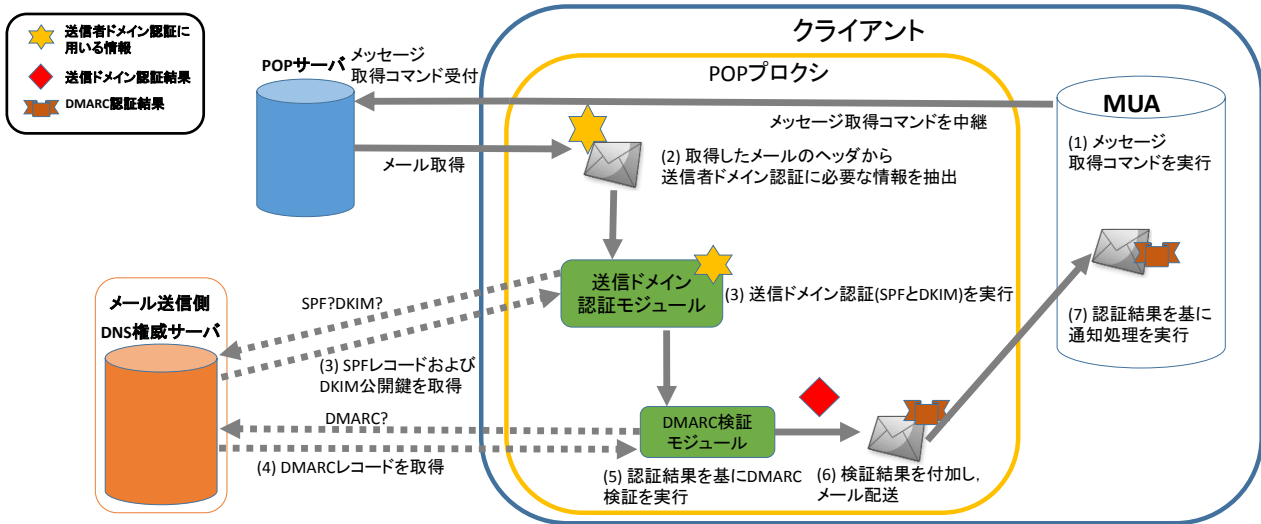 送信者ドメイン認証に
用いる情報
送信ドメイン認証結果
DMARC認証結果
クライアント
POPサーバ
メッセージ
取得コマンド受付
POPプロクシ
MUA
メッセージ取得コマンドを中継
(1) メッセージ
取得コマンドを実行
メール取得
(2) 取得したメールのヘッダから
送信者ドメイン認証に必要な情報を抽出
送信ドメイン
認証モジュール
(3) 送信ドメイン認証(SPFとDKIM)を実行
メール送信側
DNS権威サーバ
SPF?DKIM?
(3) SPFレコードおよび
DKIM公開鍵を取得
(7) 認証結果を基に
通知処理を実行
DMARC?
DMARC検証
モジュール
(4) DMARCレコードを取得
(5) 認証結果を基にDMARC
検証を実行
(6) 検証結果を付加し,
メール配送